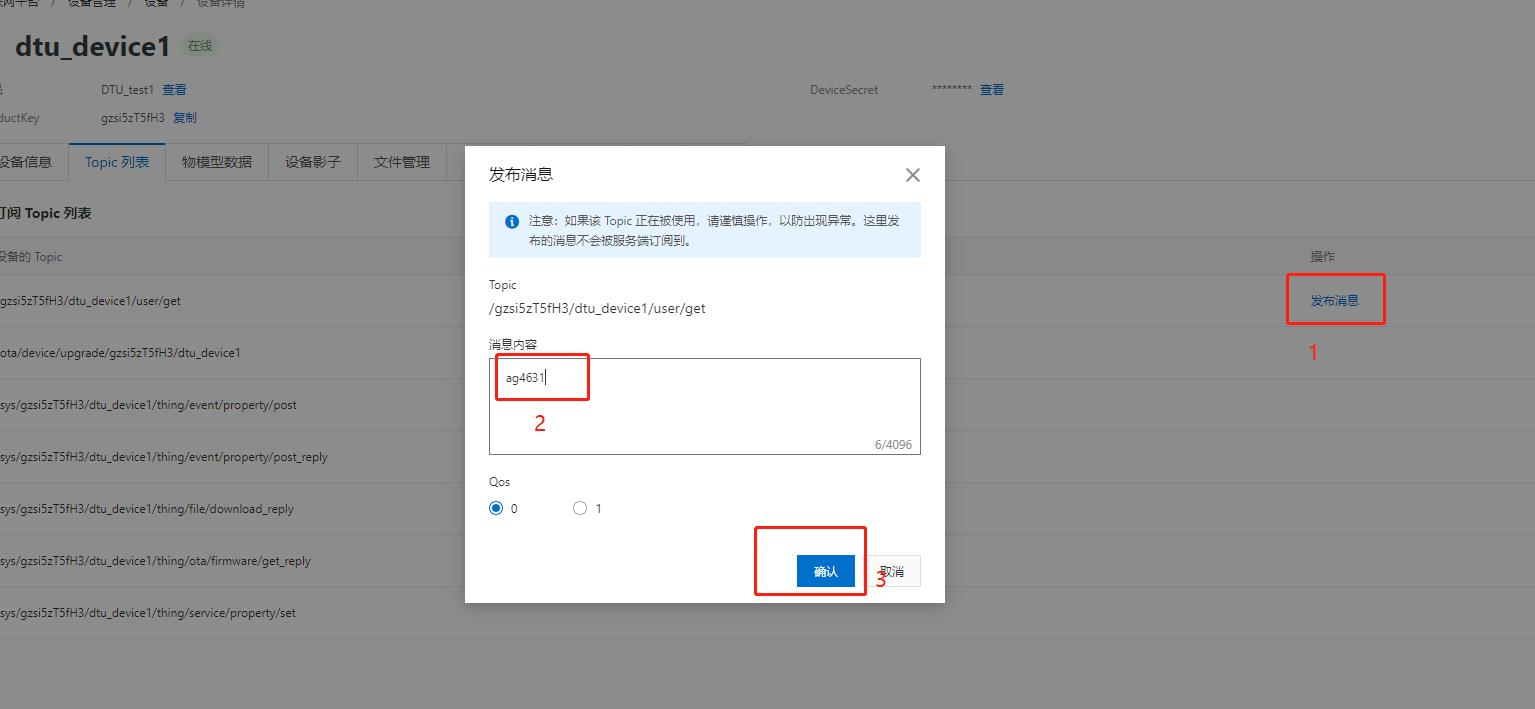 联网平台 / 设备管理 / 设备 / 设备详情
dtu_device1 在线
DTU_test1 查看
DeviceSecret ******** 查看
ductKey gzsi5zT5fH3 复制
设备信息 Topic 列表 物模型数据 设备影子 文件管理
订阅 Topic 列表
设备的 Topic 操作
gzsi5zT5fH3/dtu_device1/user/get 发布消息
1
ota/device/upgrade/gzsi5zT5fH3/dtu_device1
sys/gzsi5zT5fH3/dtu_device1/thing/event/property/post
sys/gzsi5zT5fH3/dtu_device1/thing/event/property/post_reply
sys/gzsi5zT5fH3/dtu_device1/thing/file/download_reply
sys/gzsi5zT5fH3/dtu_device1/thing/ota/firmware/get_reply
sys/gzsi5zT5fH3/dtu_device1/thing/service/property/set
发布消息
注意：如果该 Topic 正在被使用，请谨慎操作，以防出现异常。这里发
布的消息不会被服务端订阅到。
Topic
/gzsi5zT5fH3/dtu_device1/user/get
消息内容
ag4631
2
6/4096
Qos
0 1
确认 取消
3